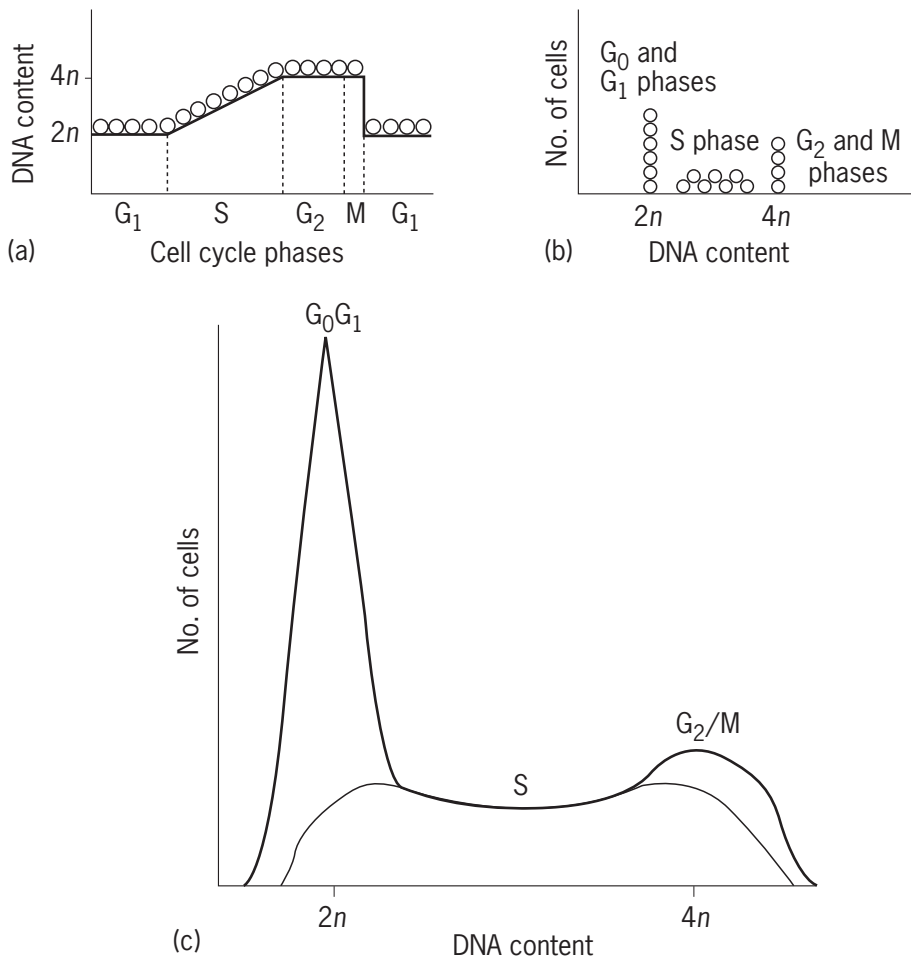 DNA content
4n
2n
G₁ S G₂ M G₁
(a) Cell cycle phases
No. of cells
G₀ and
G₁ phases
S phase
G₂ and M
phases
2n 4n
(b) DNA content
G₀G₁
No. of cells
S
G₂/M
2n 4n
(c) DNA content